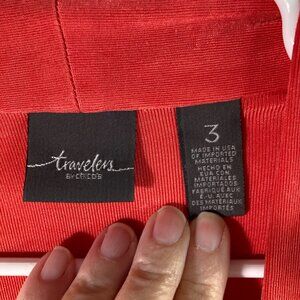 travelers
BY CHICO'S
3
MADE IN USA
OF IMPORTED
MATERIALS
HECHO EN
EUA CON
MATERIALES
IMPORTADOS
FABRIQUÉ AUX
É.-U. AVEC
DES MATÉRIAUX
IMPORTÉS